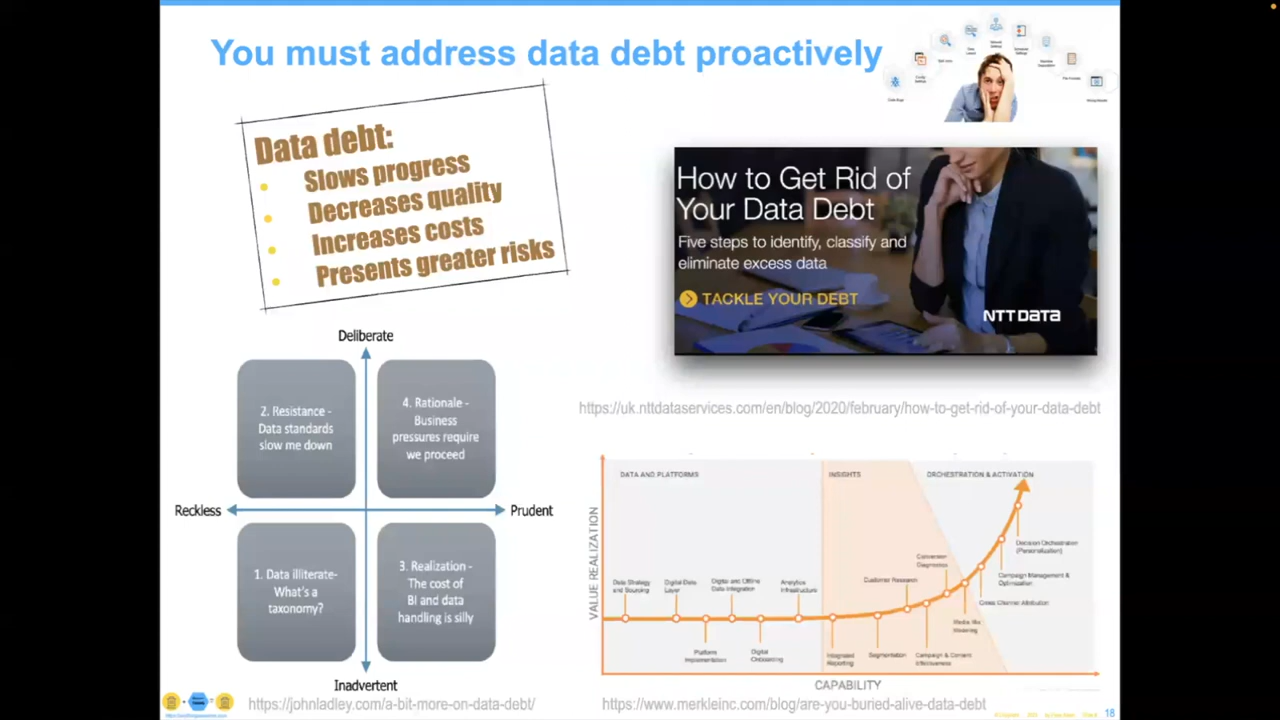 You must address data debt proactively
Data debt:
Slows progress
Decreases quality
Increases costs
Presents greater risks
How to Get Rid of
Your Data Debt
Five steps to identify, classify and
eliminate excess data
TACKLE YOUR DEBT
NTT DATA
https://uk.nttdataservices.com/en/blog/2020/february/how-to-get-rid-of-your-data-debt
Deliberate
2. Resistance -
Data standards
slow me down
4. Rationale -
Business
pressures require
we proceed
Reckless
Prudent
1. Data illiterate-
What's a
taxonomy?
3. Realization -
The cost of
BI and data
handling is silly
Inadvertent
https://johnladley.com/a-bit-more-on-data-debt/
DATA AND PLATFORMS
INSIGHTS
ORCHESTRATION & ACTIVATION
VALUE REALIZATION
Data Strategy
and Sourcing
Digital Data
Layer
Digital and Offline
Data Integration
Analytics
Infrastructure
Platform
Implementation
Digital
Onboarding
Customer Research
Conversion
Diagnostics
Integrated
Reporting
Segmentation
Campaign & Content
Effectiveness
Media Mix
Modeling
Cross Channel Attribution
Campaign Management &
Optimization
Decision Orchestration
(Personalization)
CAPABILITY
https://www.merkleinc.com/blog/are-you-buried-alive-data-debt
18